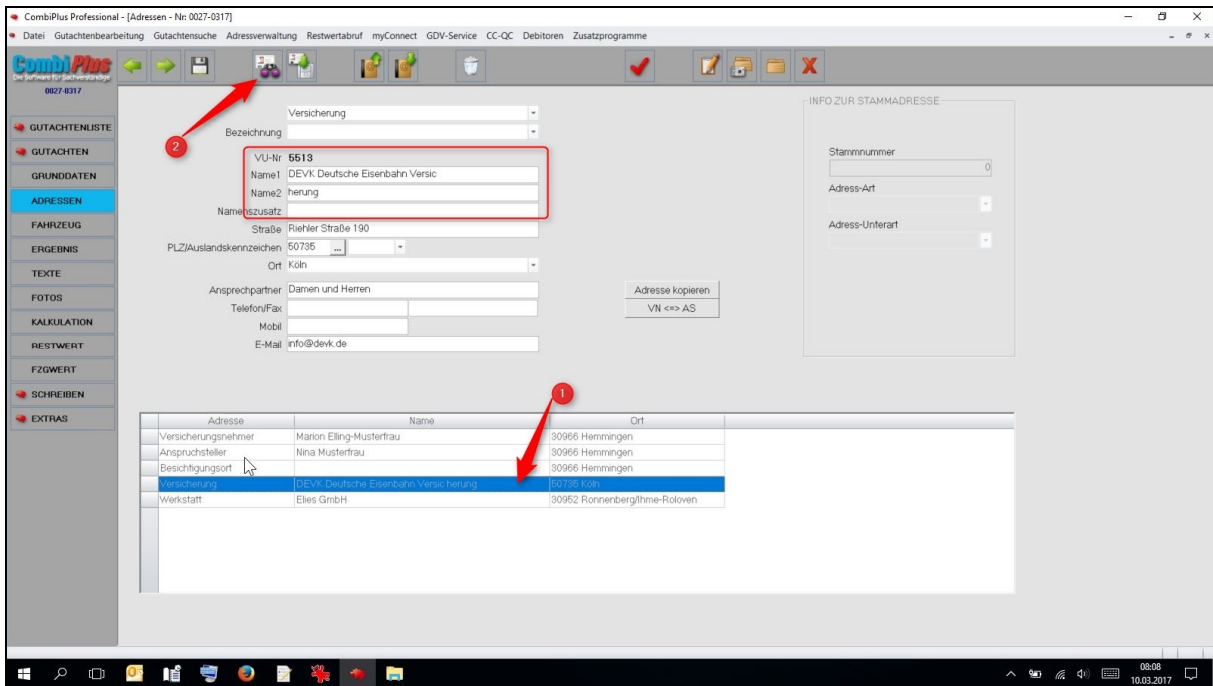 CombiPlus Professional - [Adressen - Nr: 0027-0317]
Datei Gutachtenbearbeitung Gutachtensuche Adressverwaltung Restwertabruf myConnect GDV-Service CC-QC Debitoren Zusatzprogramme
CombiPlus
Die Software für Sachverständige
0027-0317
GUTACHTENLISTE
GUTACHTEN
GRUNDDATEN
ADRESSEN
FAHRZEUG
ERGEBNIS
TEXTE
FOTOS
KALKULATION
RESTWERT
FZGWERT
SCHREIBEN
EXTRAS
2
Versicherung
Bezeichnung
VU-Nr 5513
Name1 DEVK Deutsche Eisenbahn Versic
Name2 herung
Namenszusatz
Straße Riehler Straße 190
PLZ/Auslandskennzeichen 50735 ...
Ort Köln
Ansprechpartner Damen und Herren
Telefon/Fax
Mobil
E-Mail info@devk.de
Adresse kopieren
VN <=> AS
INFO ZUR STAMMADRESSE
Stammnummer
0
Adress-Art
Adress-Unterart
1
Adresse Name Ort
Versicherungsnehmer Marion Elling-Musterfrau 30966 Hemmingen
Anspruchsteller Nina Musterfrau 30966 Hemmingen
Besichtigungsort 30966 Hemmingen
Versicherung DEVK Deutsche Eisenbahn Versic herung 50735 Köln
Werkstatt Elies GmbH 30952 Ronnenberg/Ihme-Roloven
08:08
10.03.2017